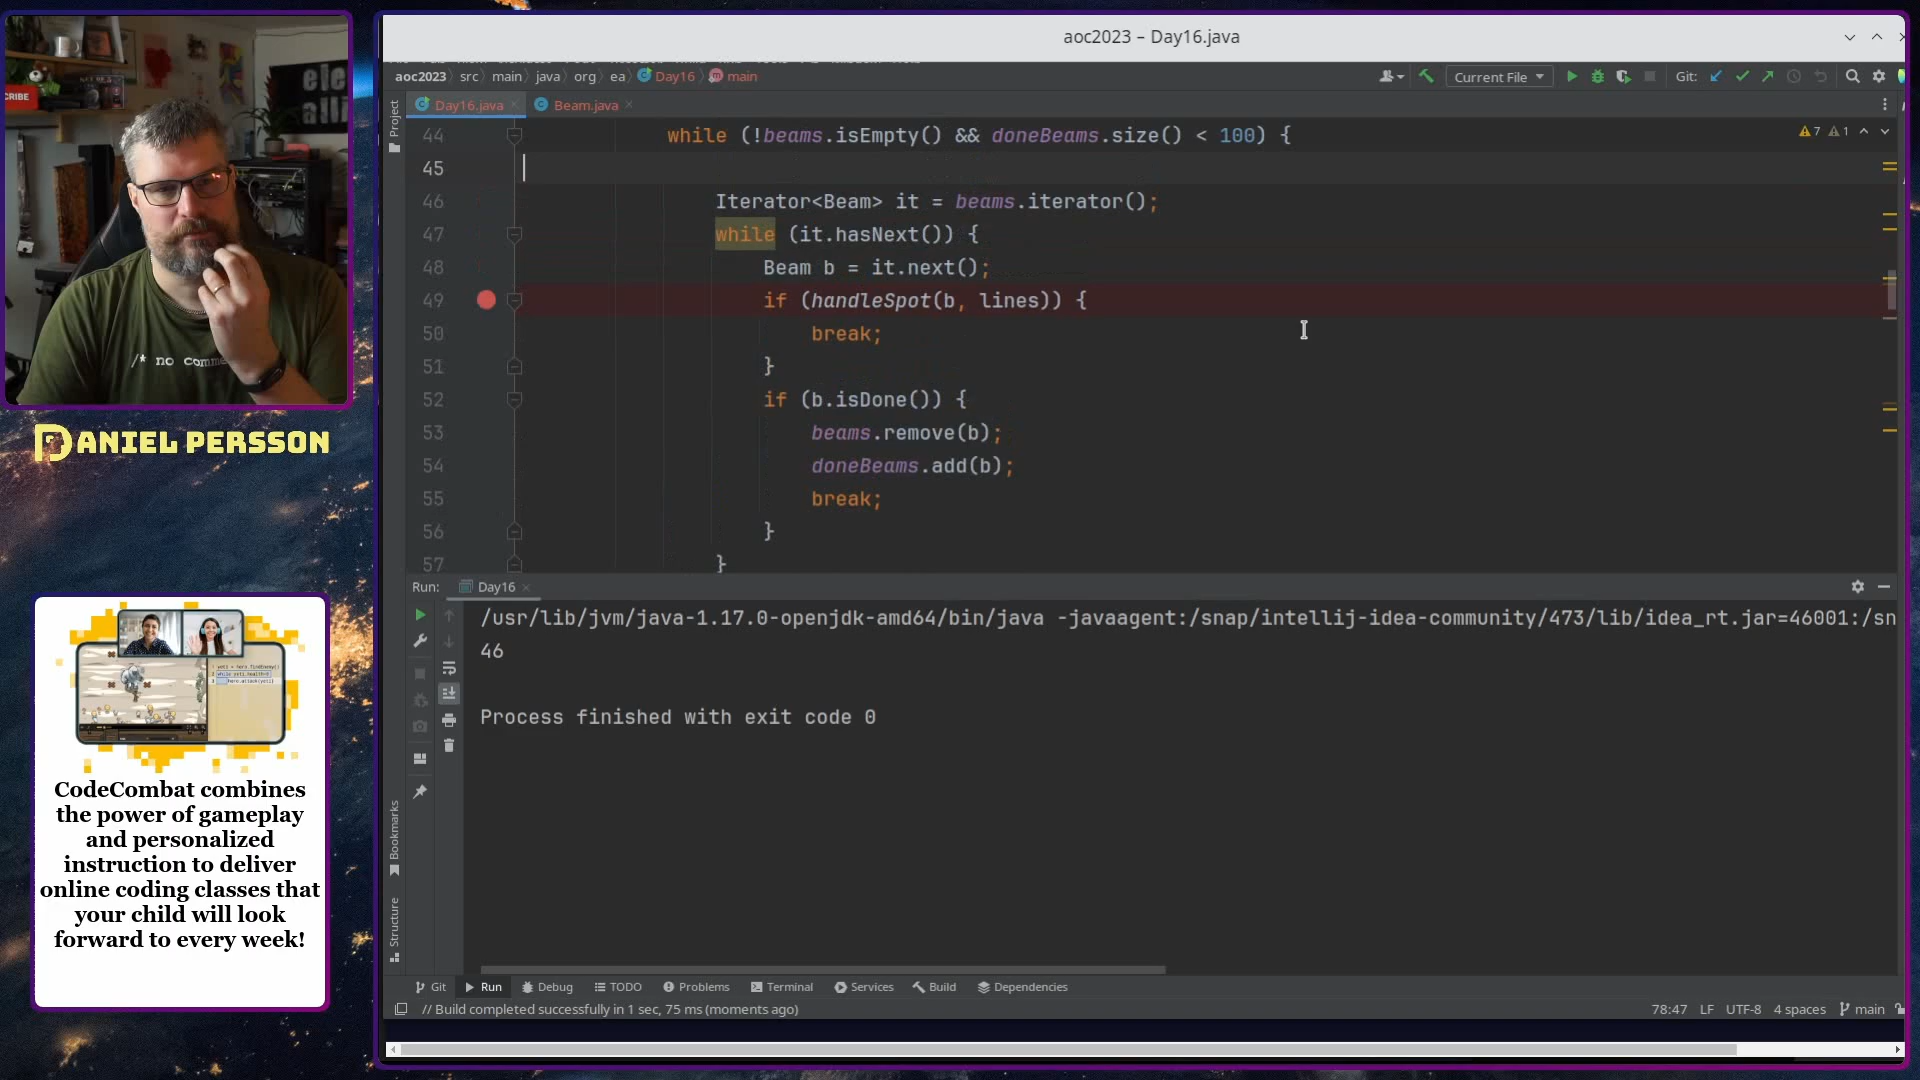 aoc2023 – Day16.java
aoc2023 src main java org ea Day16 main
Current File
Git:
Day16.java
Beam.java
Project
7
1
44 while (!beams.isEmpty() && doneBeams.size() < 100) {
45
46 Iterator<Beam> it = beams.iterator();
47 while (it.hasNext()) {
48 Beam b = it.next();
49 if (handleSpot(b, lines)) {
50 break;
51 }
52 if (b.isDone()) {
53 beams.remove(b);
54 doneBeams.add(b);
55 break;
56 }
57 }
Run: Day16
/usr/lib/jvm/java-1.17.0-openjdk-amd64/bin/java -javaagent:/snap/intellij-idea-community/473/lib/idea_rt.jar=46001:/sn
46
Process finished with exit code 0
Bookmarks
Structure
Git Run Debug TODO Problems Terminal Services Build Dependencies
// Build completed successfully in 1 sec, 75 ms (moments ago)
78:47 LF UTF-8 4 spaces main
CRIBE
/* no comme
DANIEL PERSSON
CodeCombat combines
the power of gameplay
and personalized
instruction to deliver
online coding classes that
your child will look
forward to every week!